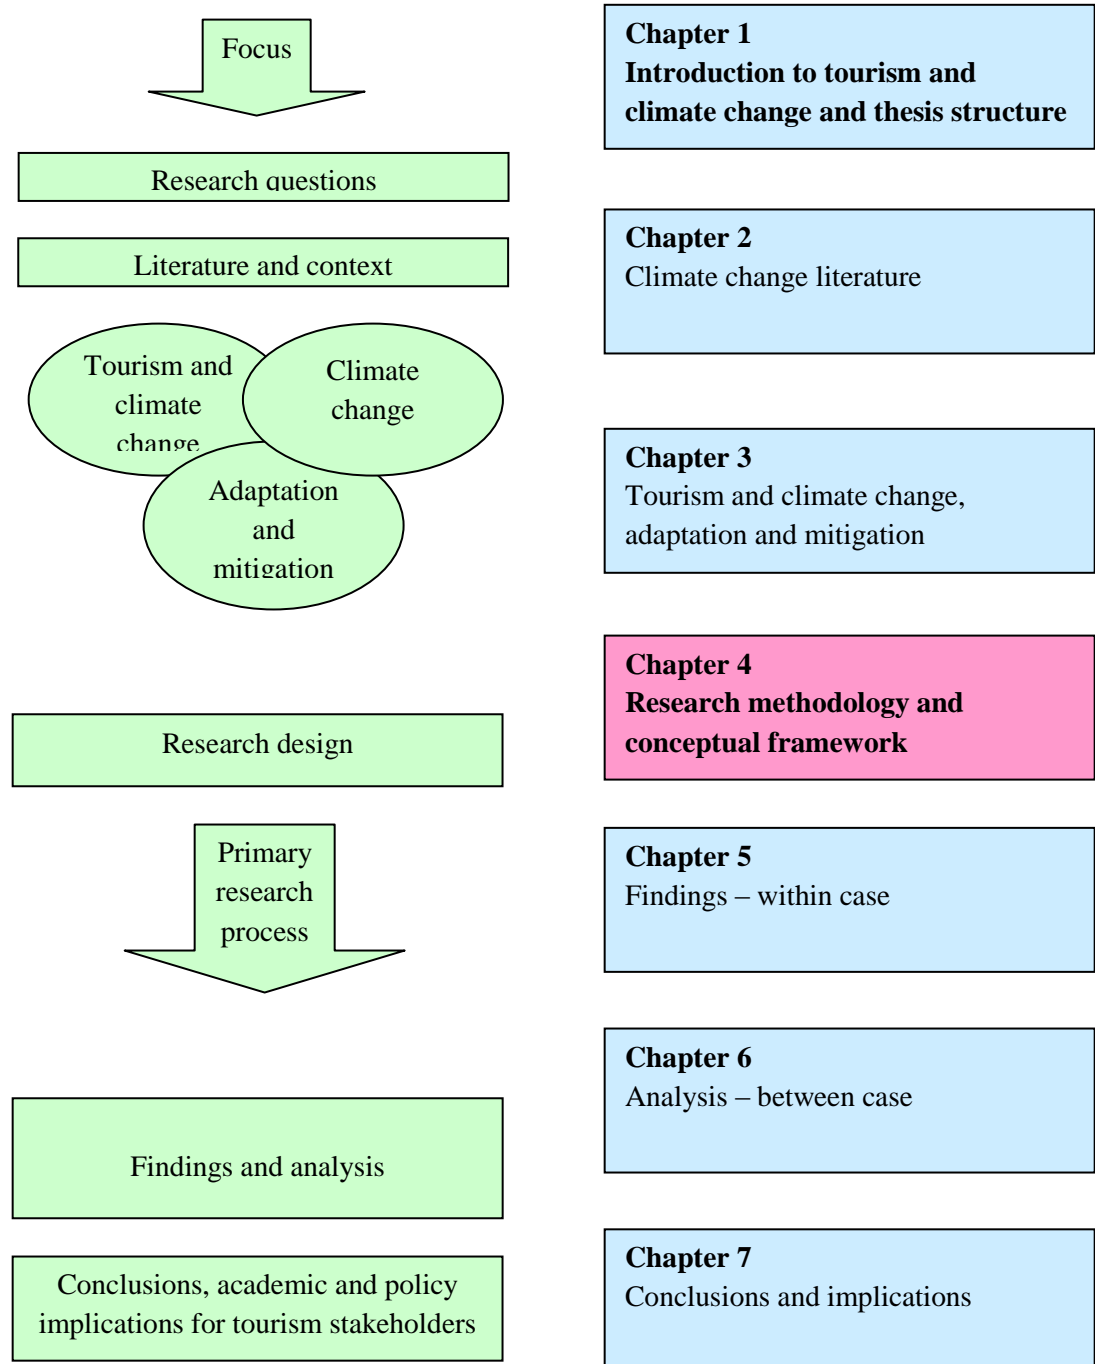 Focus
Research questions
Literature and context
Tourism and
climate
change
Climate
change
Adaptation
and
mitigation
Research design
Primary
research
process
Findings and analysis
Conclusions, academic and policy
implications for tourism stakeholders
Chapter 1
Introduction to tourism and
climate change and thesis structure
Chapter 2
Climate change literature
Chapter 3
Tourism and climate change,
adaptation and mitigation
Chapter 4
Research methodology and
conceptual framework
Chapter 5
Findings – within case
Chapter 6
Analysis – between case
Chapter 7
Conclusions and implications